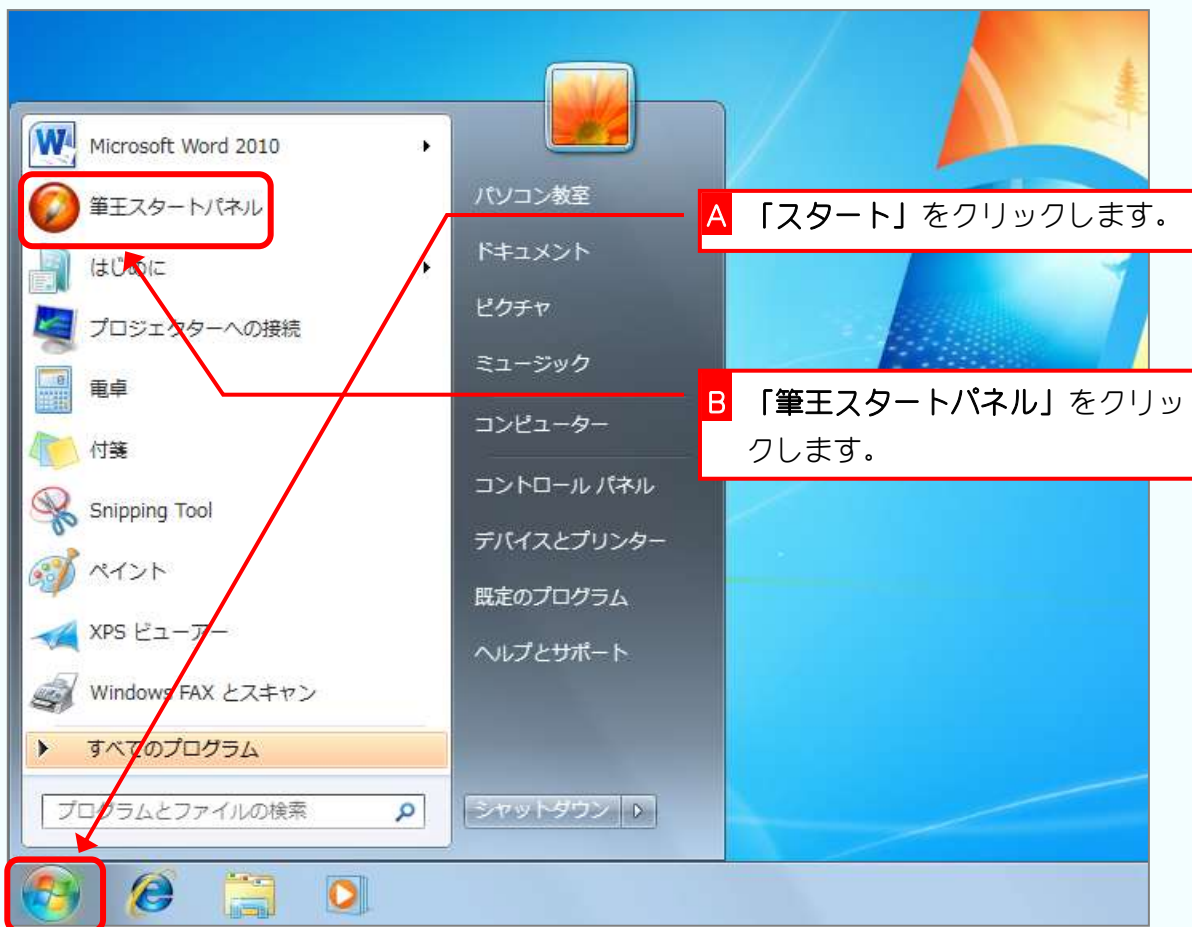 Microsoft Word 2010
筆王スタートパネル
はじめに
プロジェクターへの接続
電卓
付箋
Snipping Tool
ペイント
XPS ビューアー
Windows FAX とスキャン
すべてのプログラム
プログラムとファイルの検索
パソコン教室
ドキュメント
ピクチャ
ミュージック
コンピューター
コントロール パネル
デバイスとプリンター
既定のプログラム
ヘルプとサポート
シャットダウン
A 「スタート」をクリックします。
B 「筆王スタートパネル」をクリッ
クします。